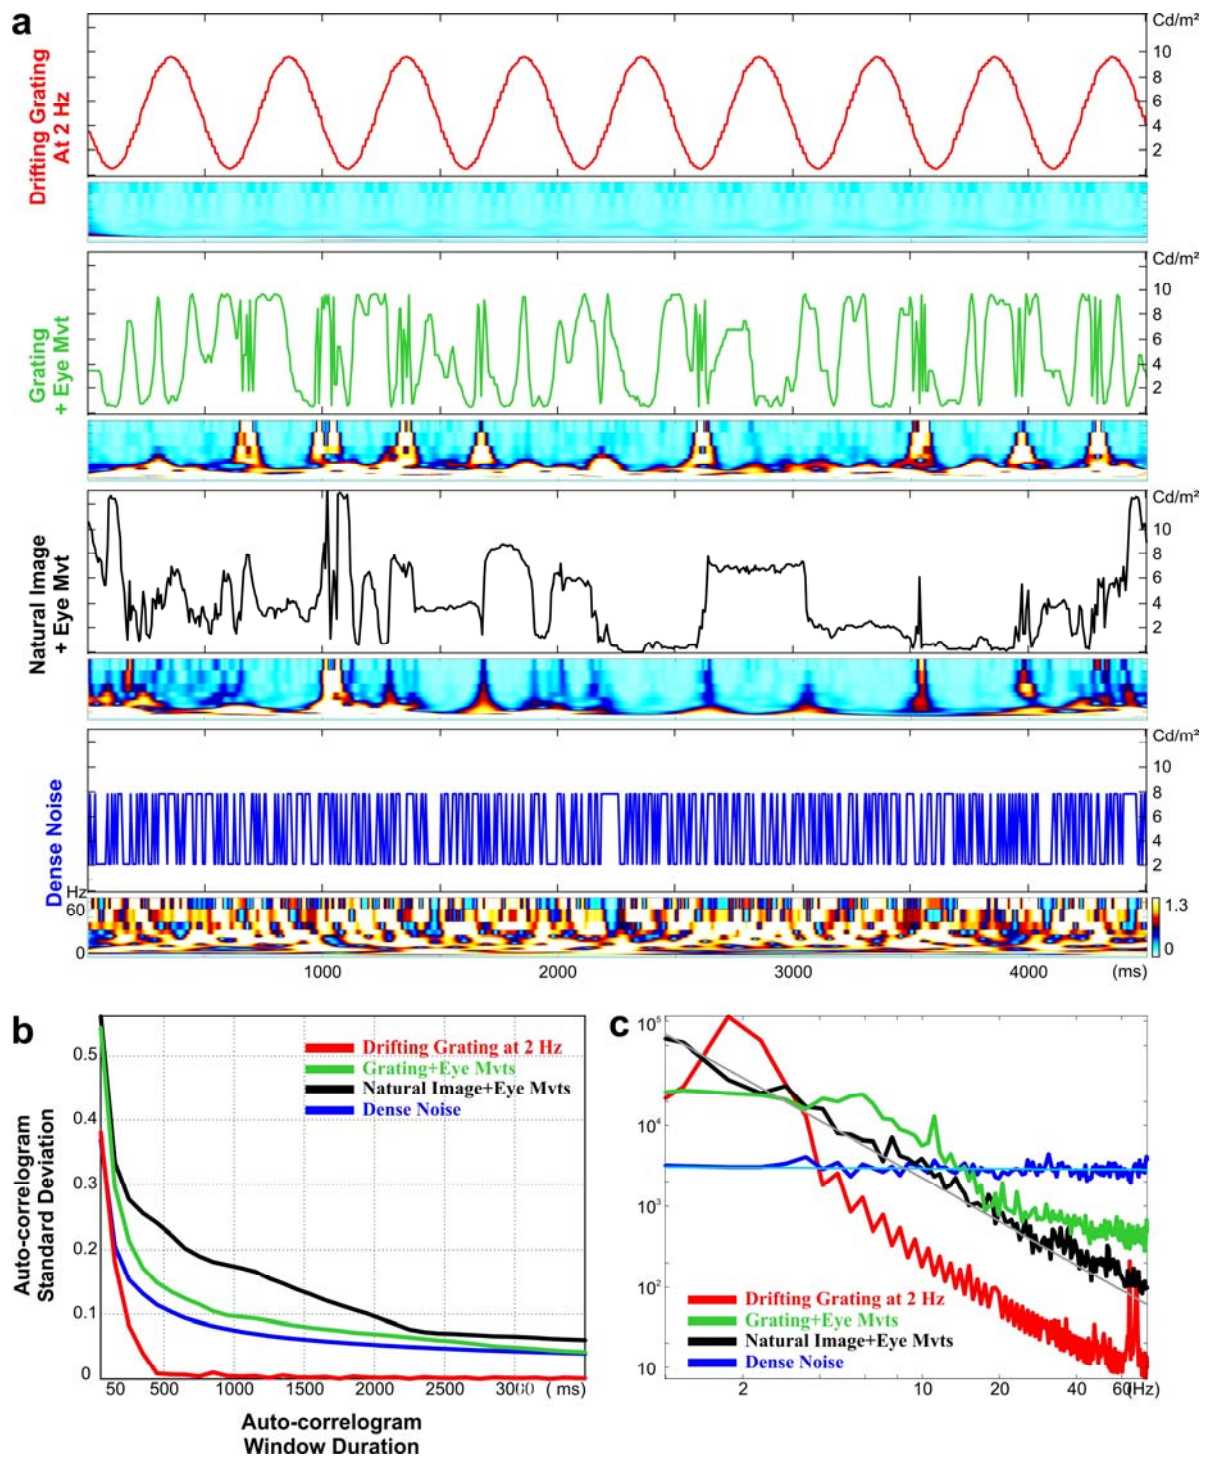 a
Cd/m²
Drifting Grating
At 2 Hz
10
8
6
4
2
Cd/m²
Grating
+ Eye Mvt
10
8
6
4
2
Cd/m²
Natural Image
+ Eye Mvt
10
8
6
4
2
Cd/m²
Dense Noise
10
8
6
4
2
Hz
60
0
1.3
0
1000 2000 3000 4000 (ms)
b
Auto-correlogram
Standard Deviation
0.5
0.4
0.3
0.2
0.1
0
Drifting Grating at 2 Hz
Grating+Eye Mvts
Natural Image+Eye Mvts
Dense Noise
50 500 1000 1500 2000 2500 3000 ( ms)
Auto-correlogram
Window Duration
c
10⁵
10⁴
10³
10²
10
Drifting Grating at 2 Hz
Grating+Eye Mvts
Natural Image+Eye Mvts
Dense Noise
2 10 20 40 60 (Hz)